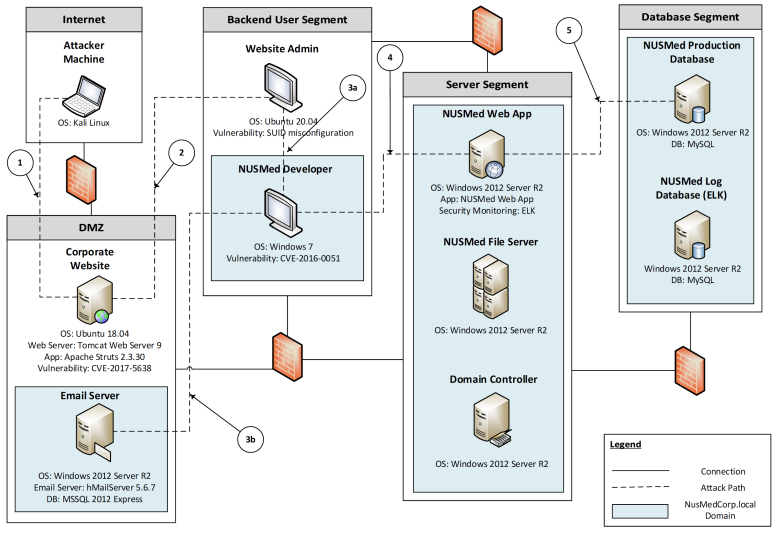 Internet
Attacker
Machine
OS: Kali Linux
1
2
DMZ
Corporate
Website
OS: Ubuntu 18.04
Web Server: Tomcat Web Server 9
App: Apache Struts 2.3.30
Vulnerability: CVE-2017-5638
Email Server
OS: Windows 2012 Server R2
Email Server: hMailServer 5.6.7
DB: MSSQL 2012 Express
Backend User Segment
Website Admin
3a
OS: Ubuntu 20.04
Vulnerability: SUID misconfiguration
NUSMed Developer
OS: Windows 7
Vulnerability: CVE-2016-0051
3b
4
Server Segment
NUSMed Web App
OS: Windows 2012 Server R2
App: NUSMed Web App
Security Monitoring: ELK
NUSMed File Server
OS: Windows 2012 Server R2
Domain Controller
OS: Windows 2012 Server R2
5
Database Segment
NUSMed Production
Database
OS: Windows 2012 Server R2
DB: MySQL
NUSMed Log
Database (ELK)
Windows 2012 Server R2
DB: MySQL
Legend
Connection
Attack Path
NusMedCorp.local
Domain